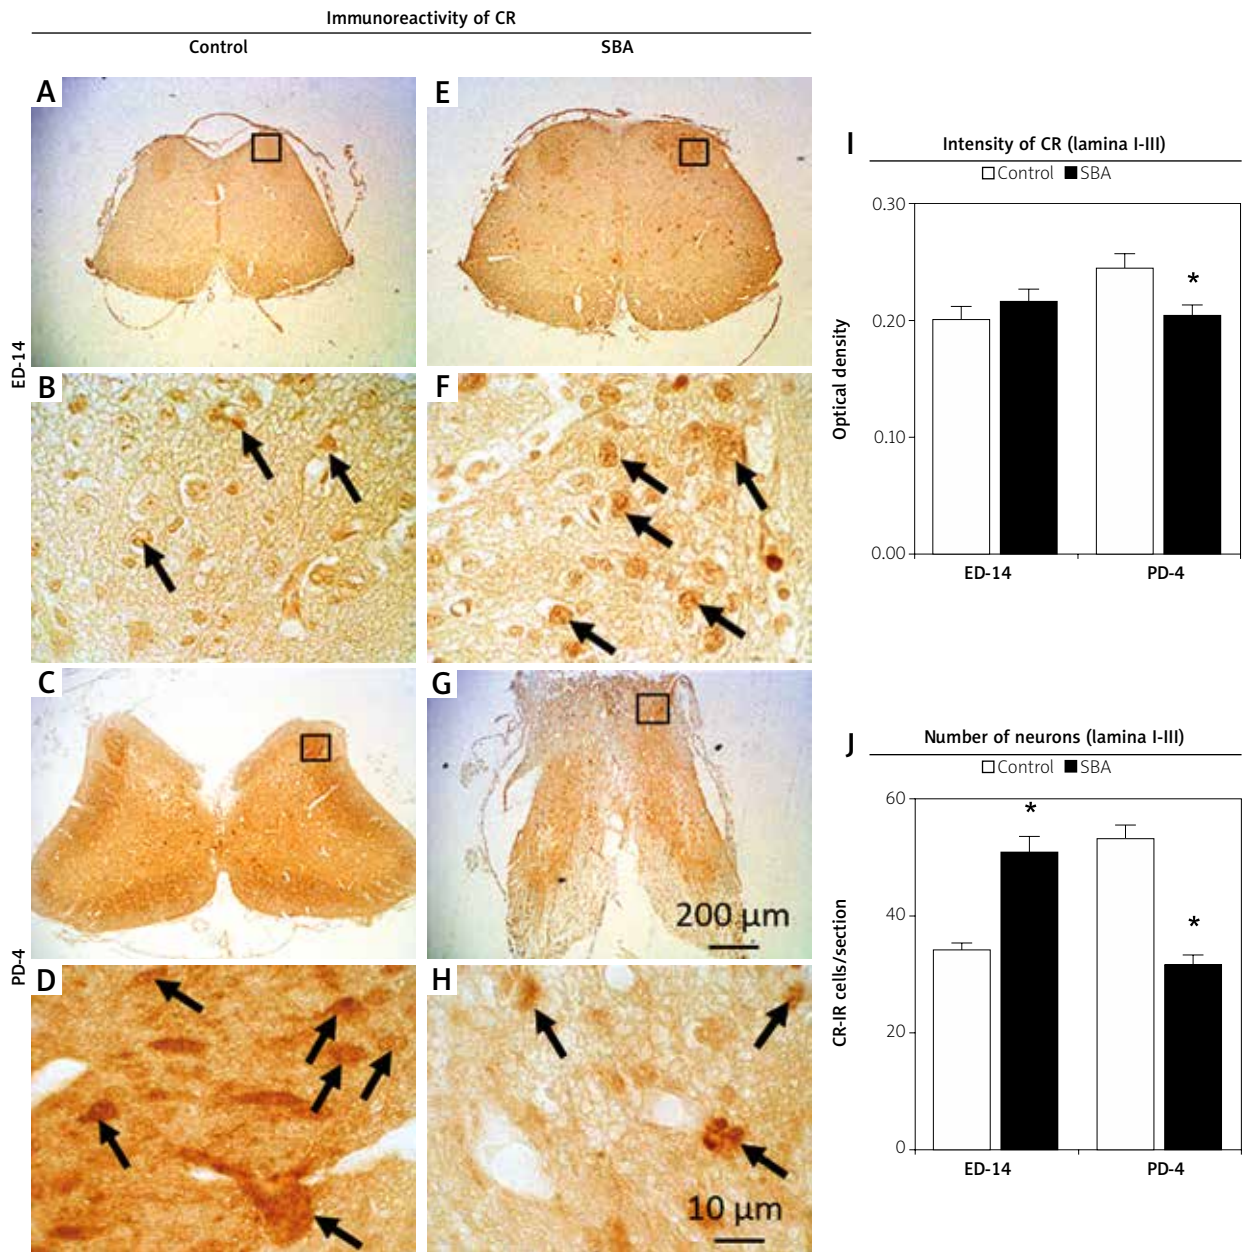 Immunoreactivity of CR
Control
SBA
ED-14
PD-4
A
E
B
F
C
G
200 µm
D
H
10 µm
I
Intensity of CR (lamina I-III)
Control
SBA
Optical density
0.30
0.20
0.10
0.00
*
ED-14
PD-4
J
Number of neurons (lamina I-III)
Control
SBA
CR-IR cells/section
60
40
20
0
*
*
ED-14
PD-4